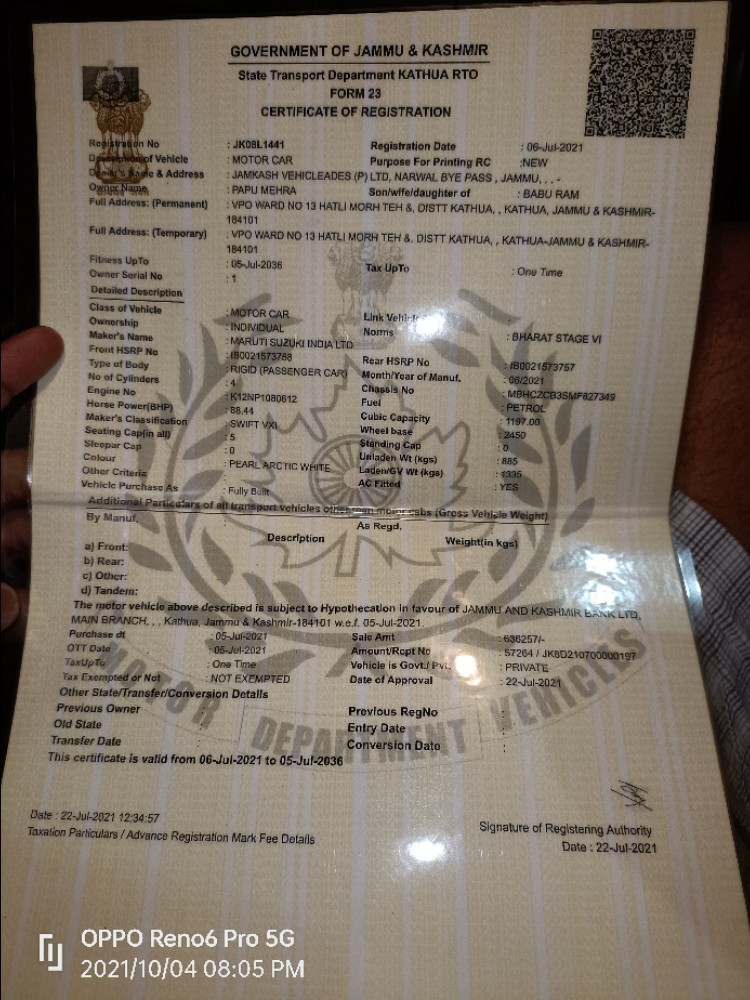 GOVERNMENT OF JAMMU & KASHMIR
State Transport Department KATHUA RTO
FORM 23
CERTIFICATE OF REGISTRATION
Registration No : JK08L1441 Registration Date : 06-Jul-2021
Description of Vehicle : MOTOR CAR Purpose For Printing RC :NEW
Dealer's Name & Address : JAMKASH VEHICLEADES (P) LTD, NARWAL BYE PASS , JAMMU, , , -
Owner Name : PAPU MEHRA Son/wife/daughter of : BABU RAM
Full Address: (Permanent) : VPO WARD NO 13 HATLI MORH TEH &, DISTT KATHUA, , KATHUA, JAMMU & KASHMIR-
184101
Full Address: (Temporary) : VPO WARD NO 13 HATLI MORH TEH &, DISTT KATHUA, , KATHUA-JAMMU & KASHMIR-
184101
Fitness UpTo : 05-Jul-2036 Tax UpTo : One Time
Owner Serial No : 1
Detailed Description
Class of Vehicle : MOTOR CAR Link Vehicle
Ownership : INDIVIDUAL Norms : BHARAT STAGE VI
Maker's Name : MARUTI SUZUKI INDIA LTD
Front HSRP No : IB0021573758 Rear HSRP No : IB0021573757
Type of Body : RIGID (PASSENGER CAR) Month/Year of Manuf. : 06/2021
No of Cylinders : 4 Chassis No : MBHCZCB3SMF827349
Engine No : K12NP1080612 Fuel : PETROL
Horse Power(BHP) : 88.44 Cubic Capacity : 1197.00
Maker's Classification : SWIFT VXI Wheel base : 2450
Seating Cap(in all) : 5 Standing Cap : 0
Sleepar Cap : 0 Unladen Wt (kgs) : 885
Colour : PEARL ARCTIC WHITE Laden/GV Wt (kgs) : 1335
Other Criteria AC Fitted : YES
Vehicle Purchase As : Fully Built
Additional Particulars of all transport vehicles other than motor cabs (Gross Vehicle Weight)
By Manuf. As Regd.
Description Weight(in kgs)
a) Front:
b) Rear:
c) Other:
d) Tandem:
The motor vehicle above described is subject to Hypothecation in favour of JAMMU AND KASHMIR BANK LTD,
MAIN BRANCH, , , Kathua, Jammu & Kashmir-184101 w.e.f. 05-Jul-2021.
Purchase dt : 05-Jul-2021 Sale Amt : 636257/-
OTT Date : 05-Jul-2021 Amount/Rcpt No : 57264 / JK8D210700000197
TaxUpTo : One Time Vehicle is Govt./ Pvt. : PRIVATE
Tax Exempted or Not : NOT EXEMPTED Date of Approval : 22-Jul-2021
Other State/Transfer/Conversion Details
Previous Owner : Previous RegNo :
Old State : Entry Date :
Transfer Date : Conversion Date :
This certificate is valid from 06-Jul-2021 to 05-Jul-2036
MOTOR DEPARTMENT VEHICLES
Date : 22-Jul-2021 12:34:57
Taxation Particulars / Advance Registration Mark Fee Details
Signature of Registering Authority
Date : 22-Jul-2021
OPPO Reno6 Pro 5G
2021/10/04 08:05 PM